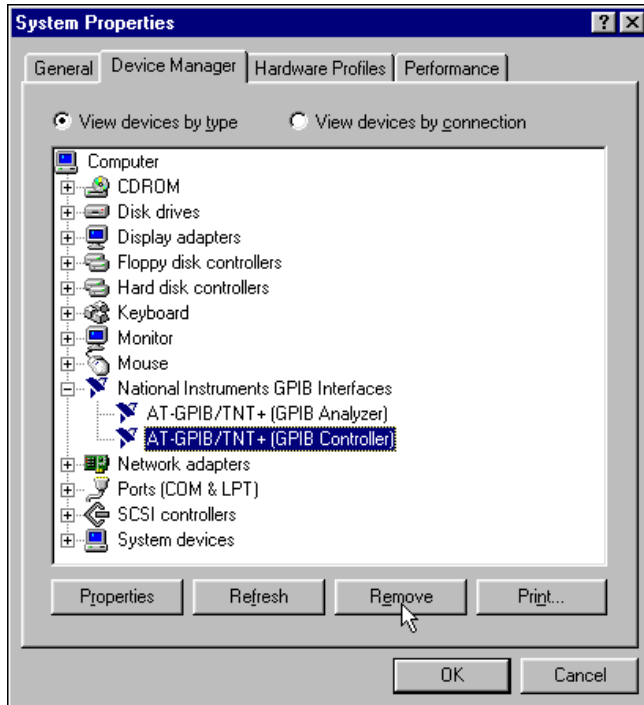 System Properties
General Device Manager Hardware Profiles Performance
View devices by type View devices by connection
Computer
CDROM
Disk drives
Display adapters
Floppy disk controllers
Hard disk controllers
Keyboard
Monitor
Mouse
National Instruments GPIB Interfaces
AT-GPIB/TNT+ (GPIB Analyzer)
AT-GPIB/TNT+ (GPIB Controller)
Network adapters
Ports (COM & LPT)
SCSI controllers
System devices
Properties Refresh Remove Print...
OK Cancel